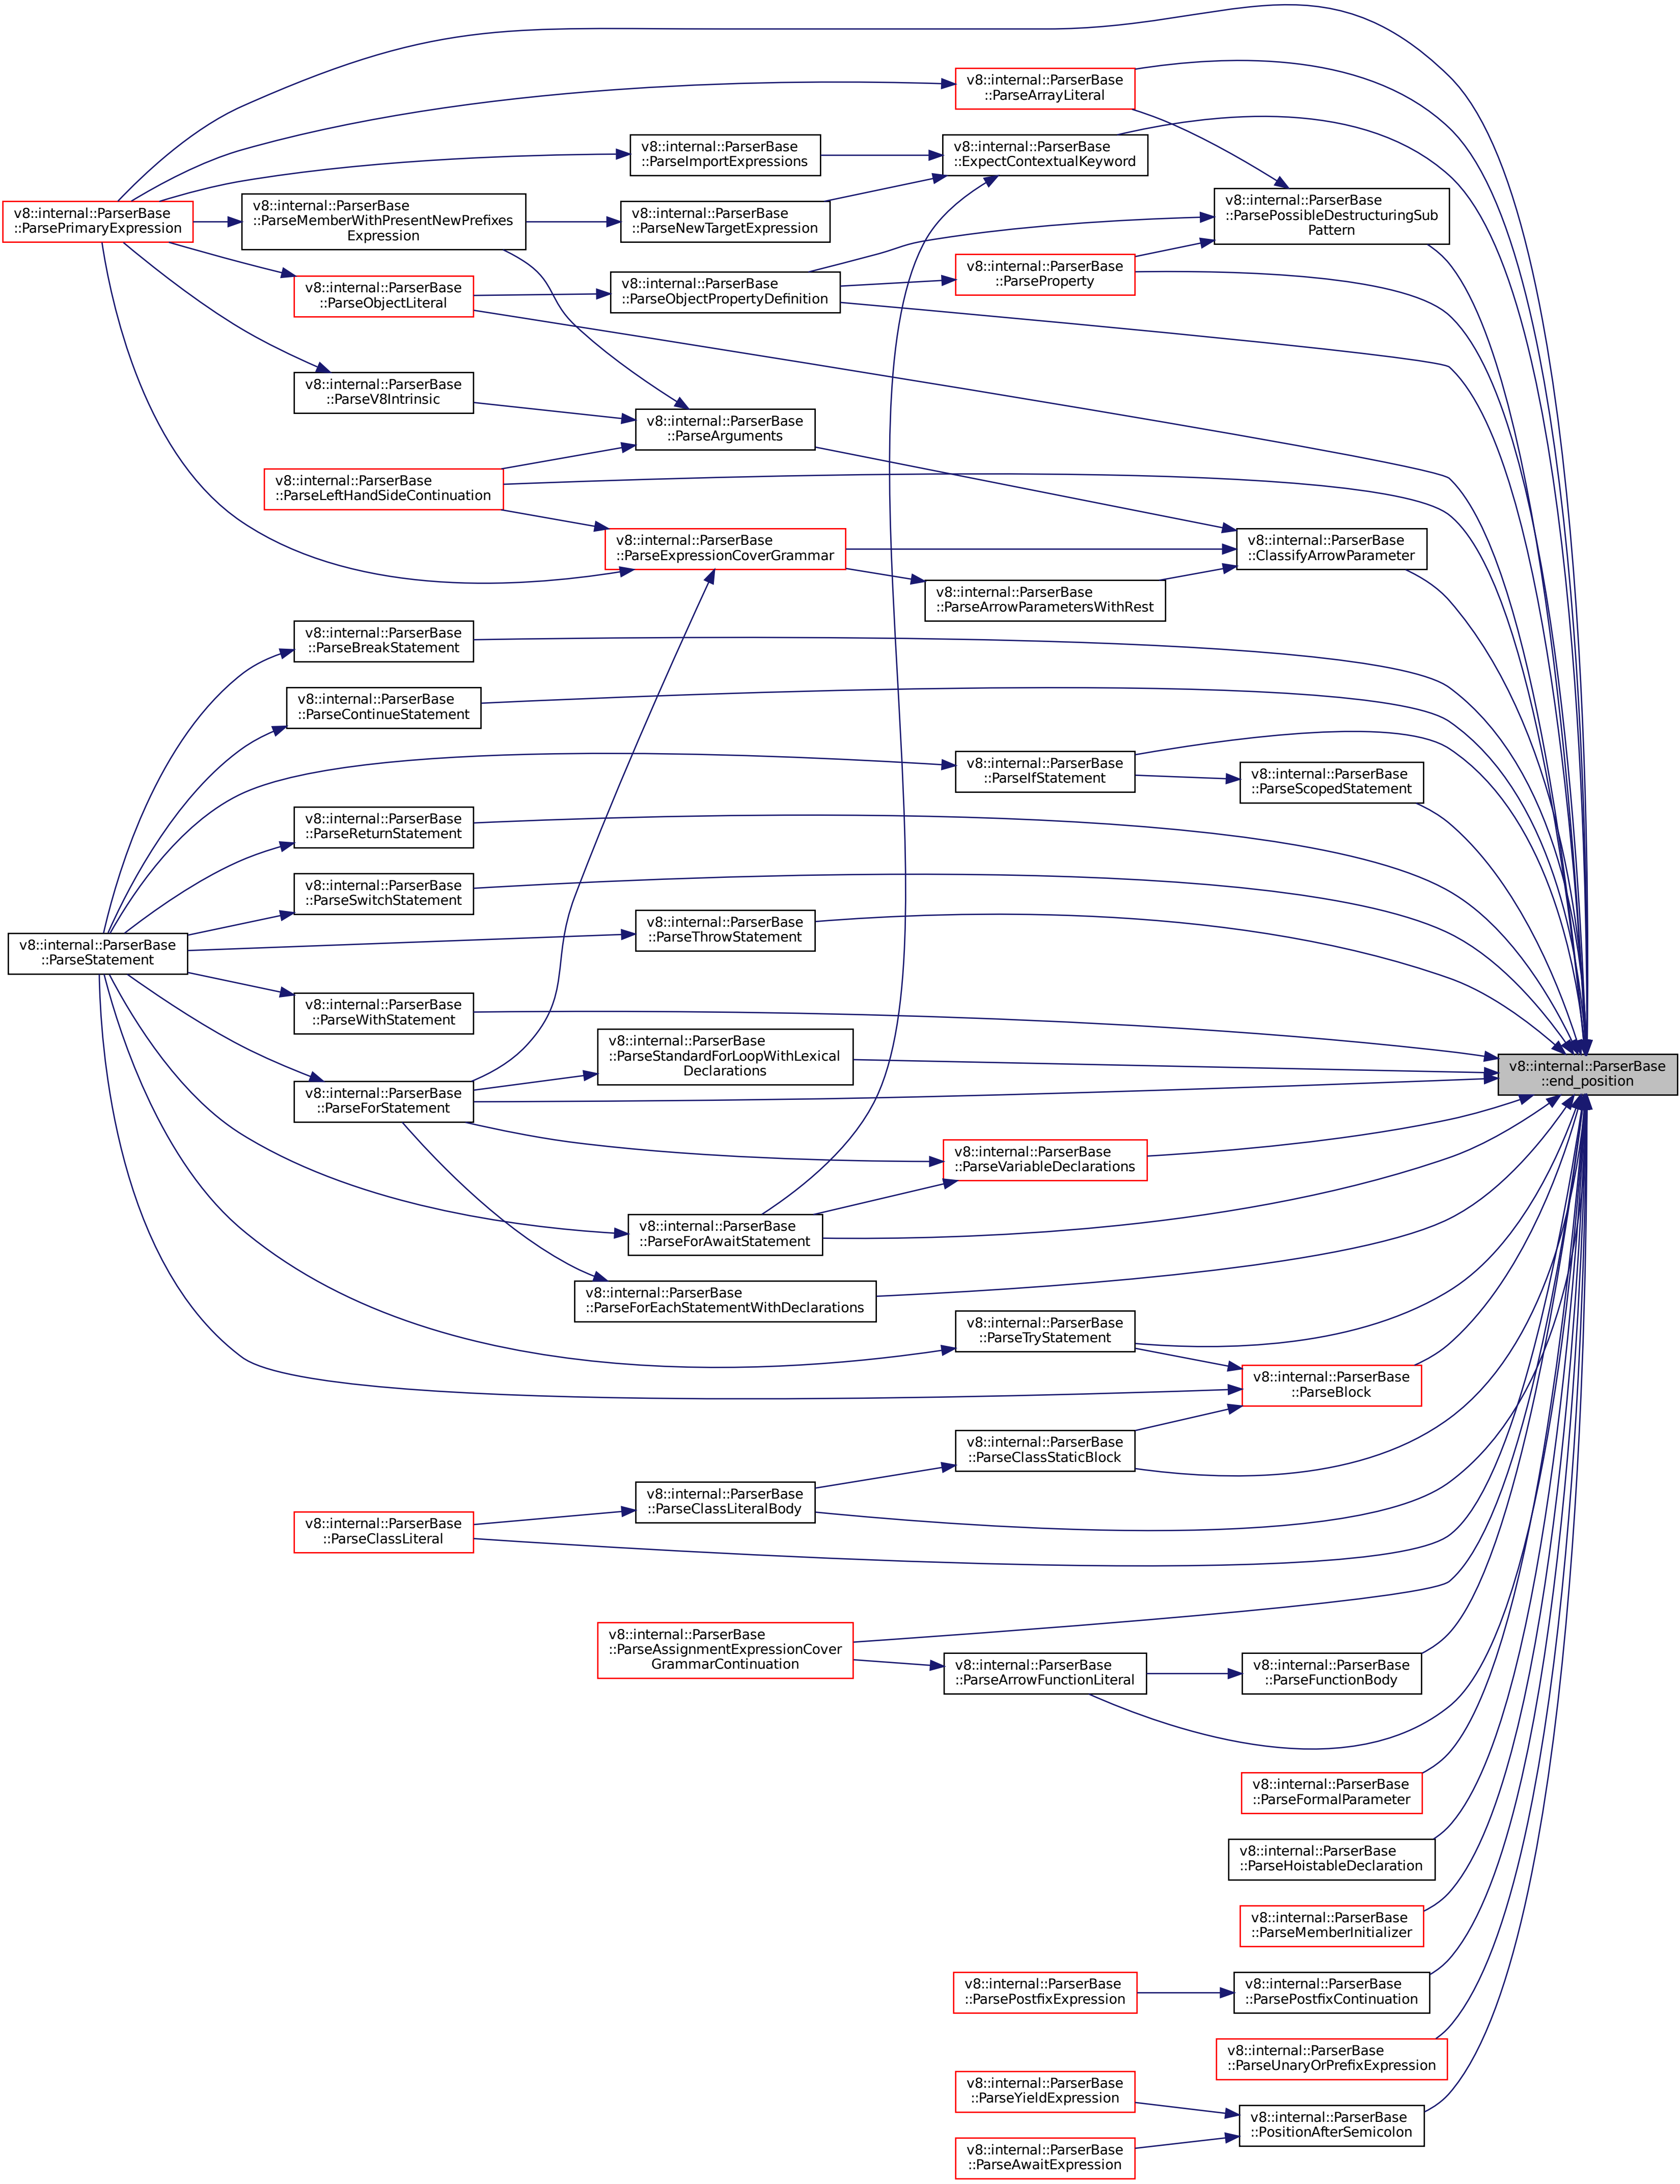 v8::internal::ParserBase
::ParseArrayLiteral
v8::internal::ParserBase
::ParseImportExpressions
v8::internal::ParserBase
::ExpectContextualKeyword
v8::internal::ParserBase
::ParsePrimaryExpression
v8::internal::ParserBase
::ParseMemberWithPresentNewPrefixes
Expression
v8::internal::ParserBase
::ParseNewTargetExpression
v8::internal::ParserBase
::ParsePossibleDestructuringSub
Pattern
v8::internal::ParserBase
::ParseObjectLiteral
v8::internal::ParserBase
::ParseObjectPropertyDefinition
v8::internal::ParserBase
::ParseProperty
v8::internal::ParserBase
::ParseV8Intrinsic
v8::internal::ParserBase
::ParseArguments
v8::internal::ParserBase
::ParseLeftHandSideContinuation
v8::internal::ParserBase
::ParseExpressionCoverGrammar
v8::internal::ParserBase
::ClassifyArrowParameter
v8::internal::ParserBase
::ParseArrowParametersWithRest
v8::internal::ParserBase
::ParseBreakStatement
v8::internal::ParserBase
::ParseContinueStatement
v8::internal::ParserBase
::ParseIfStatement
v8::internal::ParserBase
::ParseScopedStatement
v8::internal::ParserBase
::ParseReturnStatement
v8::internal::ParserBase
::ParseSwitchStatement
v8::internal::ParserBase
::ParseThrowStatement
v8::internal::ParserBase
::ParseStatement
v8::internal::ParserBase
::ParseWithStatement
v8::internal::ParserBase
::ParseStandardForLoopWithLexical
Declarations
v8::internal::ParserBase
::end_position
v8::internal::ParserBase
::ParseForStatement
v8::internal::ParserBase
::ParseVariableDeclarations
v8::internal::ParserBase
::ParseForAwaitStatement
v8::internal::ParserBase
::ParseForEachStatementWithDeclarations
v8::internal::ParserBase
::ParseTryStatement
v8::internal::ParserBase
::ParseBlock
v8::internal::ParserBase
::ParseClassStaticBlock
v8::internal::ParserBase
::ParseClassLiteralBody
v8::internal::ParserBase
::ParseClassLiteral
v8::internal::ParserBase
::ParseAssignmentExpressionCover
GrammarContinuation
v8::internal::ParserBase
::ParseArrowFunctionLiteral
v8::internal::ParserBase
::ParseFunctionBody
v8::internal::ParserBase
::ParseFormalParameter
v8::internal::ParserBase
::ParseHoistableDeclaration
v8::internal::ParserBase
::ParseMemberInitializer
v8::internal::ParserBase
::ParsePostfixExpression
v8::internal::ParserBase
::ParsePostfixContinuation
v8::internal::ParserBase
::ParseUnaryOrPrefixExpression
v8::internal::ParserBase
::ParseYieldExpression
v8::internal::ParserBase
::PositionAfterSemicolon
v8::internal::ParserBase
::ParseAwaitExpression